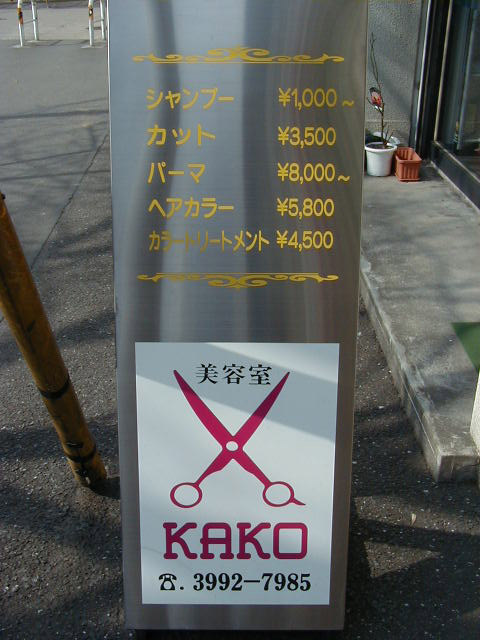 シャンプー ¥1,000~
カット ¥3,500
パーマ ¥8,000~
ヘアカラー ¥5,800
カラートリートメント ¥4,500
美容室
KAKO
☎. 3992-7985